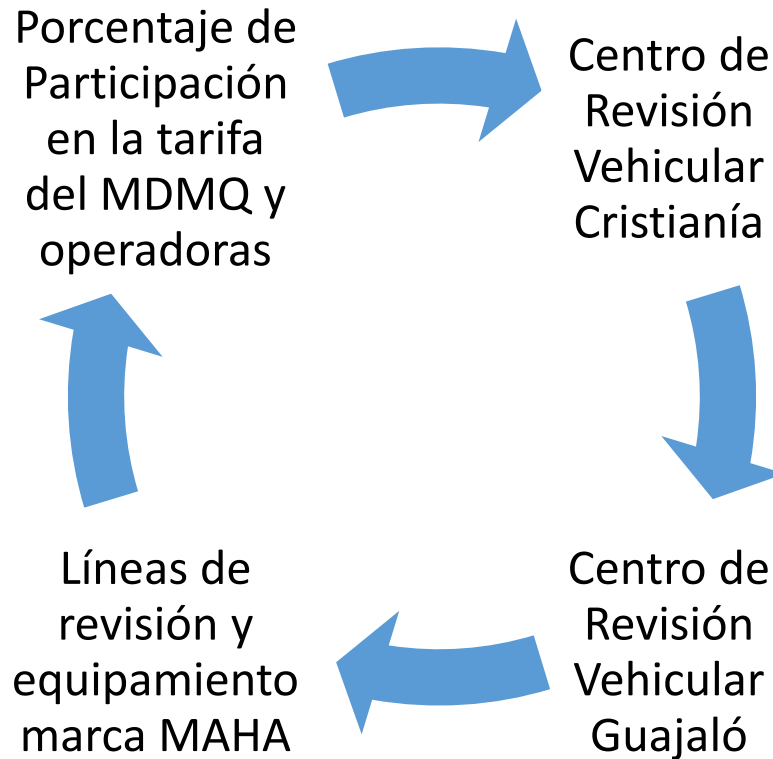 Porcentaje de
Participación
en la tarifa
del MDMQ y
operadoras
Centro de
Revisión
Vehicular
Cristianía
Centro de
Revisión
Vehicular
Guajaló
Líneas de
revisión y
equipamiento
marca MAHA